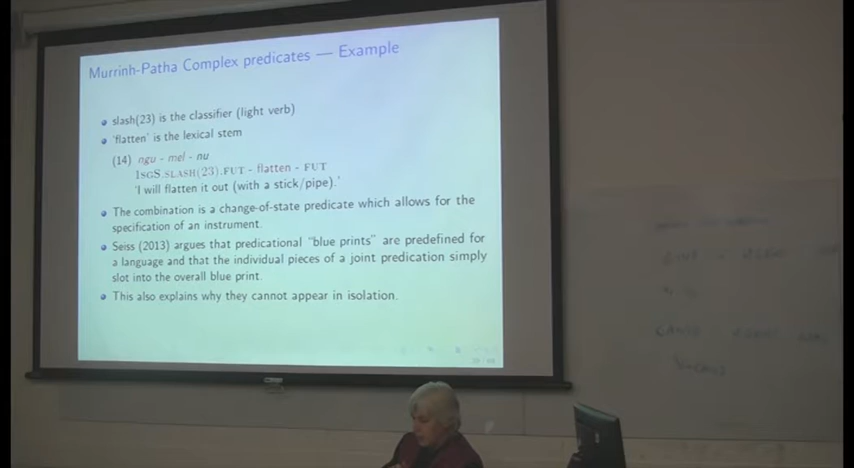 Murrinh-Patha Complex predicates — Example
slash(23) is the classifier (light verb)
'flatten' is the lexical stem
(14) ngu - mel - nu
1SGS.SLASH(23).FUT - flatten - FUT
'I will flatten it out (with a stick/pipe).'
The combination is a change-of-state predicate which allows for the
specification of an instrument.
Seiss (2013) argues that predicational "blue prints" are predefined for
a language and that the individual pieces of a joint predication simply
slot into the overall blue print.
This also explains why they cannot appear in isolation.